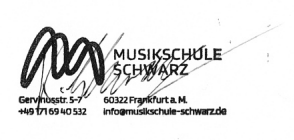 MUSIKSCHULE
SCHWARZ
Gervinusstr. 5-7 60322 Frankfurt a. M.
+49 171 69 40 532 info@musikschule-schwarz.de